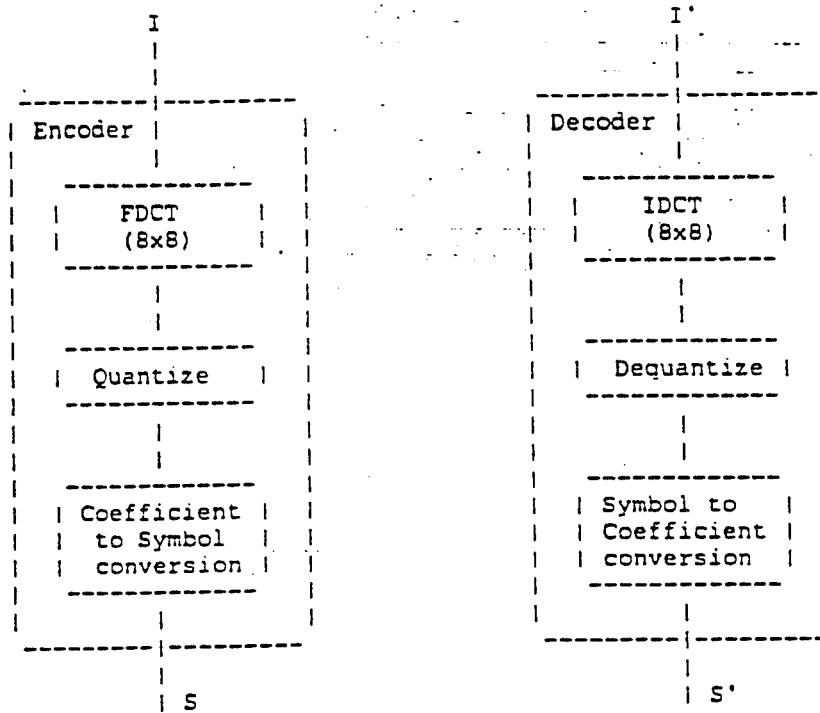 I
Encoder
FDCT
(8x8)
Quantize
Coefficient
to Symbol
conversion
S
I'
Decoder
IDCT
(8x8)
Dequantize
Symbol to
Coefficient
conversion
S'